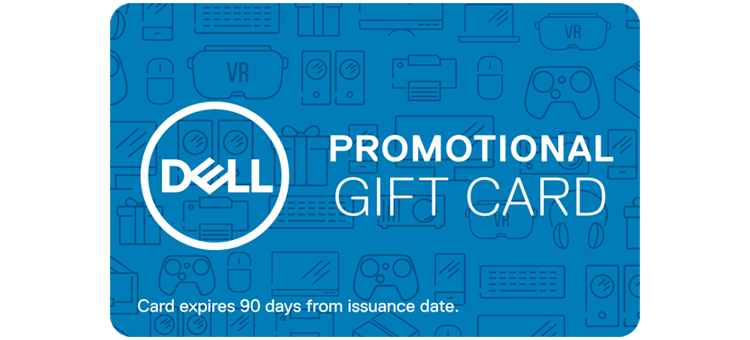 VR
VR
DELL
PROMOTIONAL
GIFT CARD
VR
Card expires 90 days from issuance date.